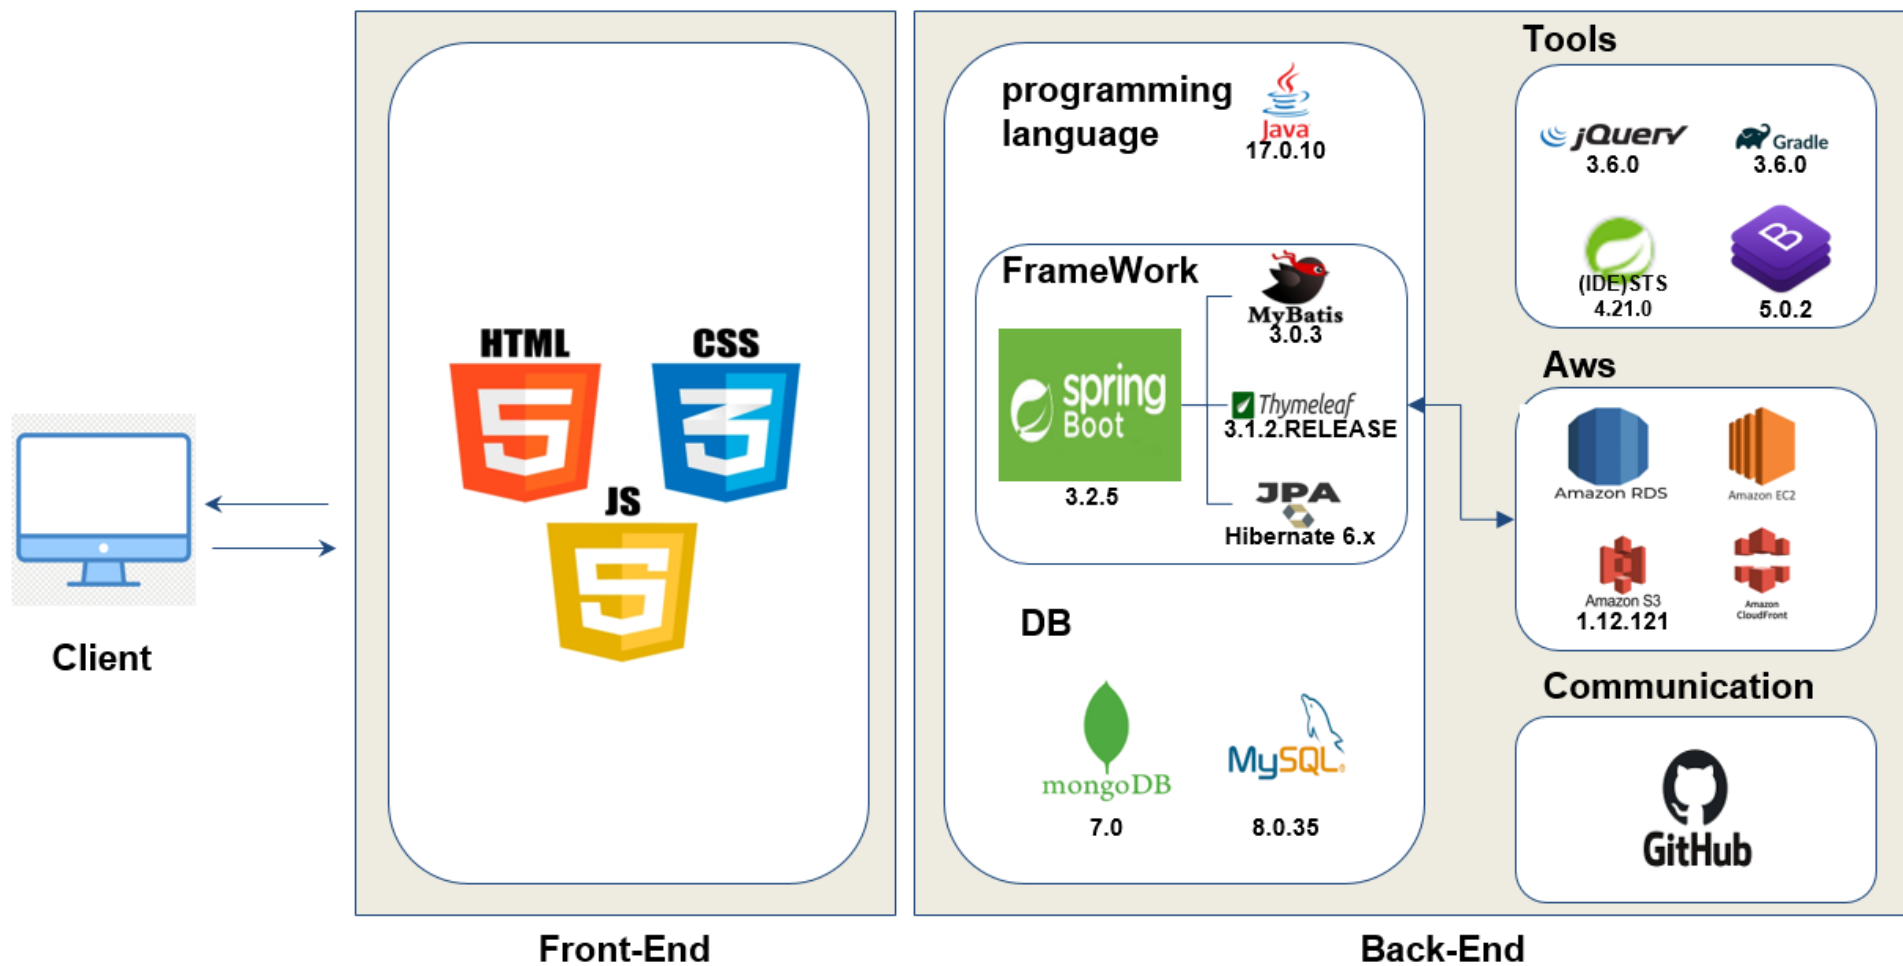 Client
HTML
CSS
JS
Front-End
programming
language
Java
17.0.10
FrameWork
spring
Boot
3.2.5
MyBatis
3.0.3
Thymeleaf
3.1.2.RELEASE
JPA
Hibernate 6.x
DB
mongoDB
7.0
MySQL
8.0.35
Tools
jQuery
3.6.0
Gradle
3.6.0
(IDE)STS
4.21.0
B
5.0.2
Aws
Amazon RDS
Amazon EC2
Amazon S3
1.12.121
Amazon
CloudFront
Communication
GitHub
Back-End